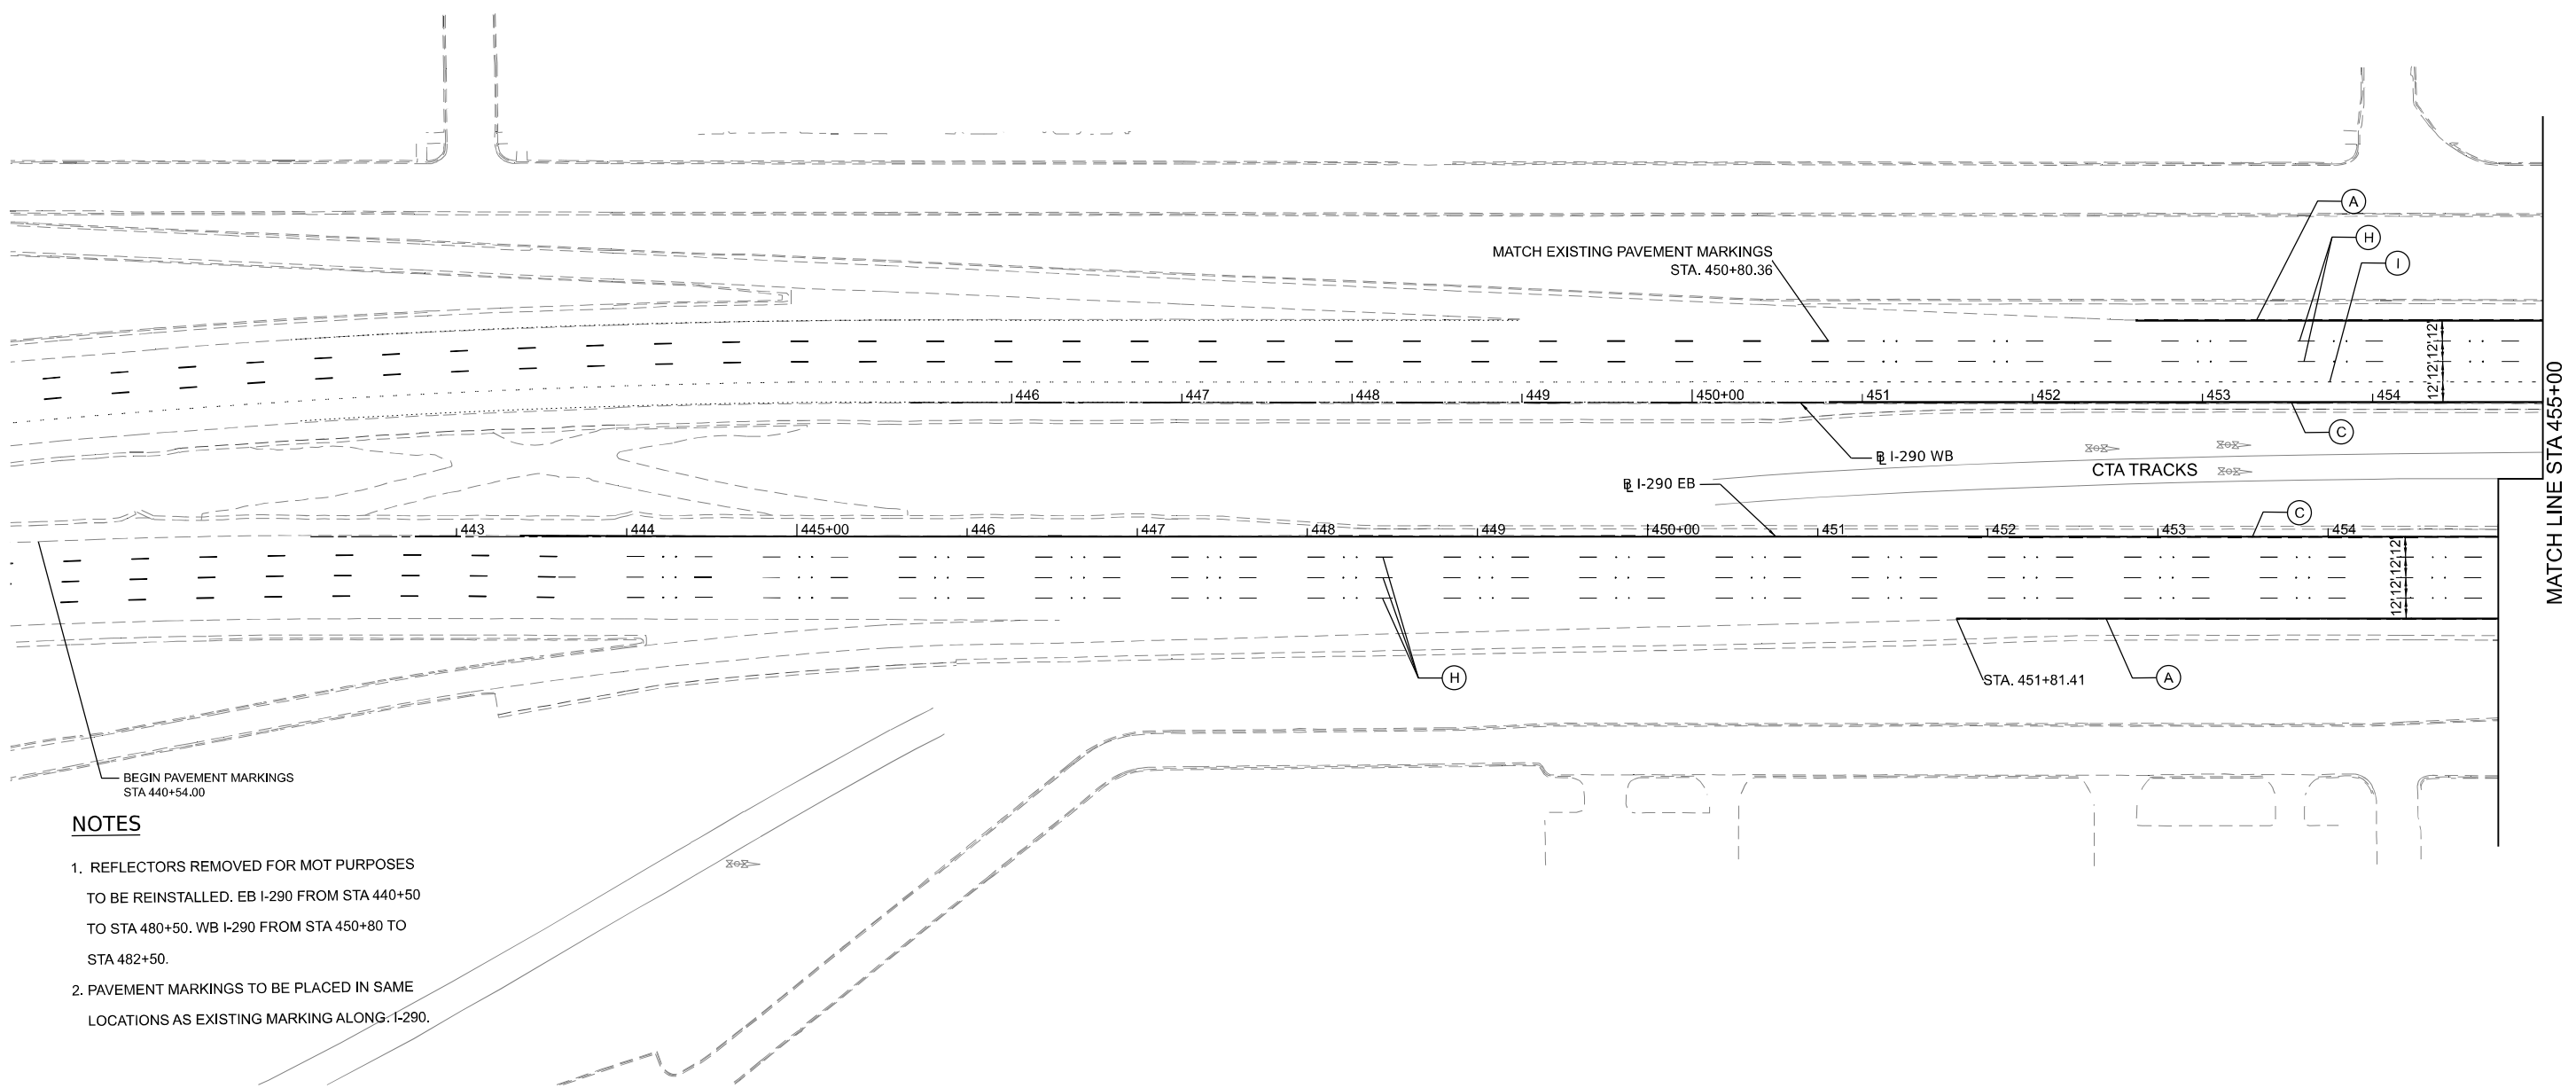 A
H
I
MATCH EXISTING PAVEMENT MARKINGS
STA. 450+80.36
12' 12' 12' 12'
446 447 448 449 450+00 451 452 453 454
C
℄ I-290 WB
CTA TRACKS
℄ I-290 EB
MATCH LINE STA 455+00
C
443 444 445+00 446 447 448 449 450+00 451 452 453 454
12' 12' 12' 12'
H
STA. 451+81.41
A
BEGIN PAVEMENT MARKINGS
STA 440+54.00
NOTES
1. REFLECTORS REMOVED FOR MOT PURPOSES
TO BE REINSTALLED. EB I-290 FROM STA 440+50
TO STA 480+50. WB I-290 FROM STA 450+80 TO
STA 482+50.
2. PAVEMENT MARKINGS TO BE PLACED IN SAME
LOCATIONS AS EXISTING MARKING ALONG. I-290.